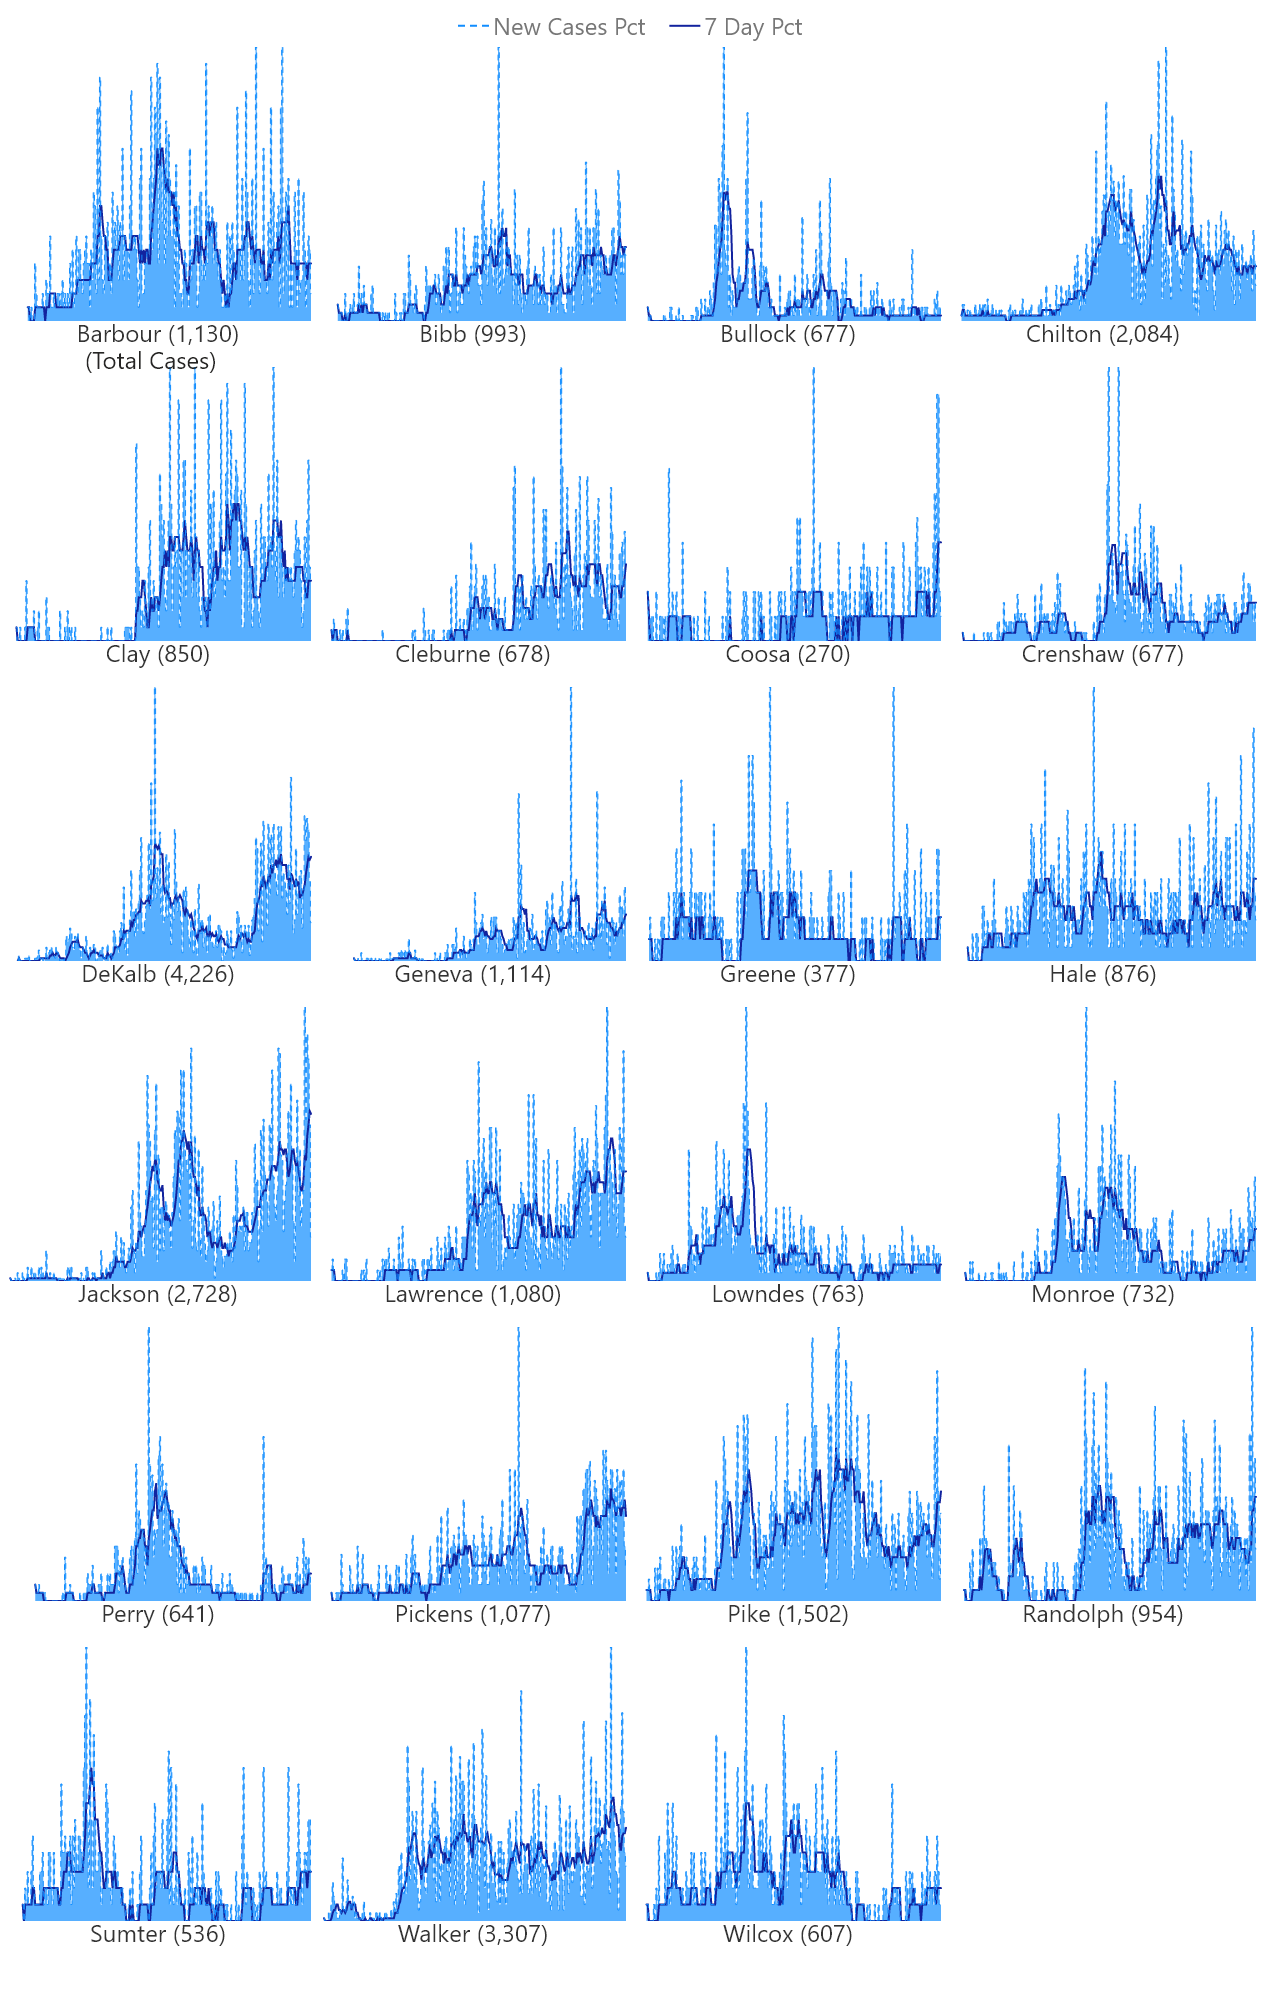 New Cases Pct 7 Day Pct
Barbour (1,130) Bibb (993) Bullock (677) Chilton (2,084)
(Total Cases)
Clay (850) Cleburne (678) Coosa (270) Crenshaw (677)
DeKalb (4,226) Geneva (1,114) Greene (377) Hale (876)
Jackson (2,728) Lawrence (1,080) Lowndes (763) Monroe (732)
Perry (641) Pickens (1,077) Pike (1,502) Randolph (954)
Sumter (536) Walker (3,307) Wilcox (607)